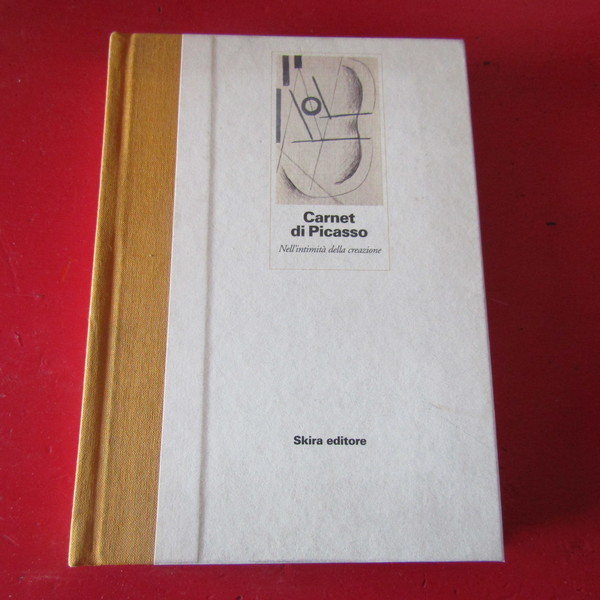 Carnet
di Picasso
Nell'intimità della creazione
Skira editore